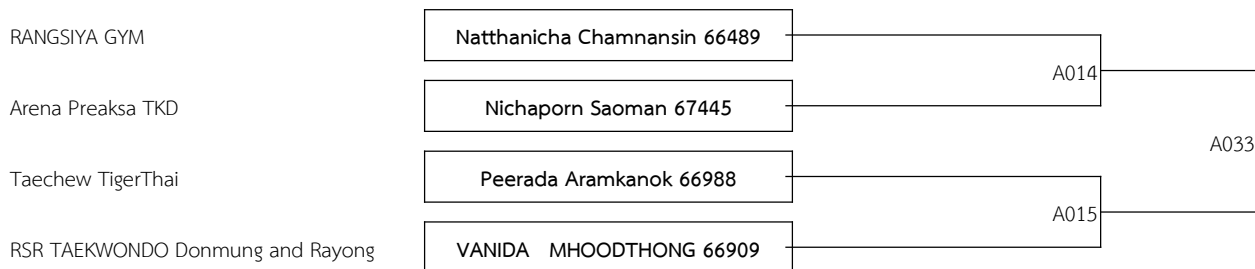 RANGSIYA GYM Natthanicha Chamnansin 66489
A014
Arena Preaksa TKD Nichaporn Saoman 67445
A033
Taechew TigerThai Peerada Aramkanok 66988
A015
RSR TAEKWONDO Donmung and Rayong VANIDA MHOODTHONG 66909